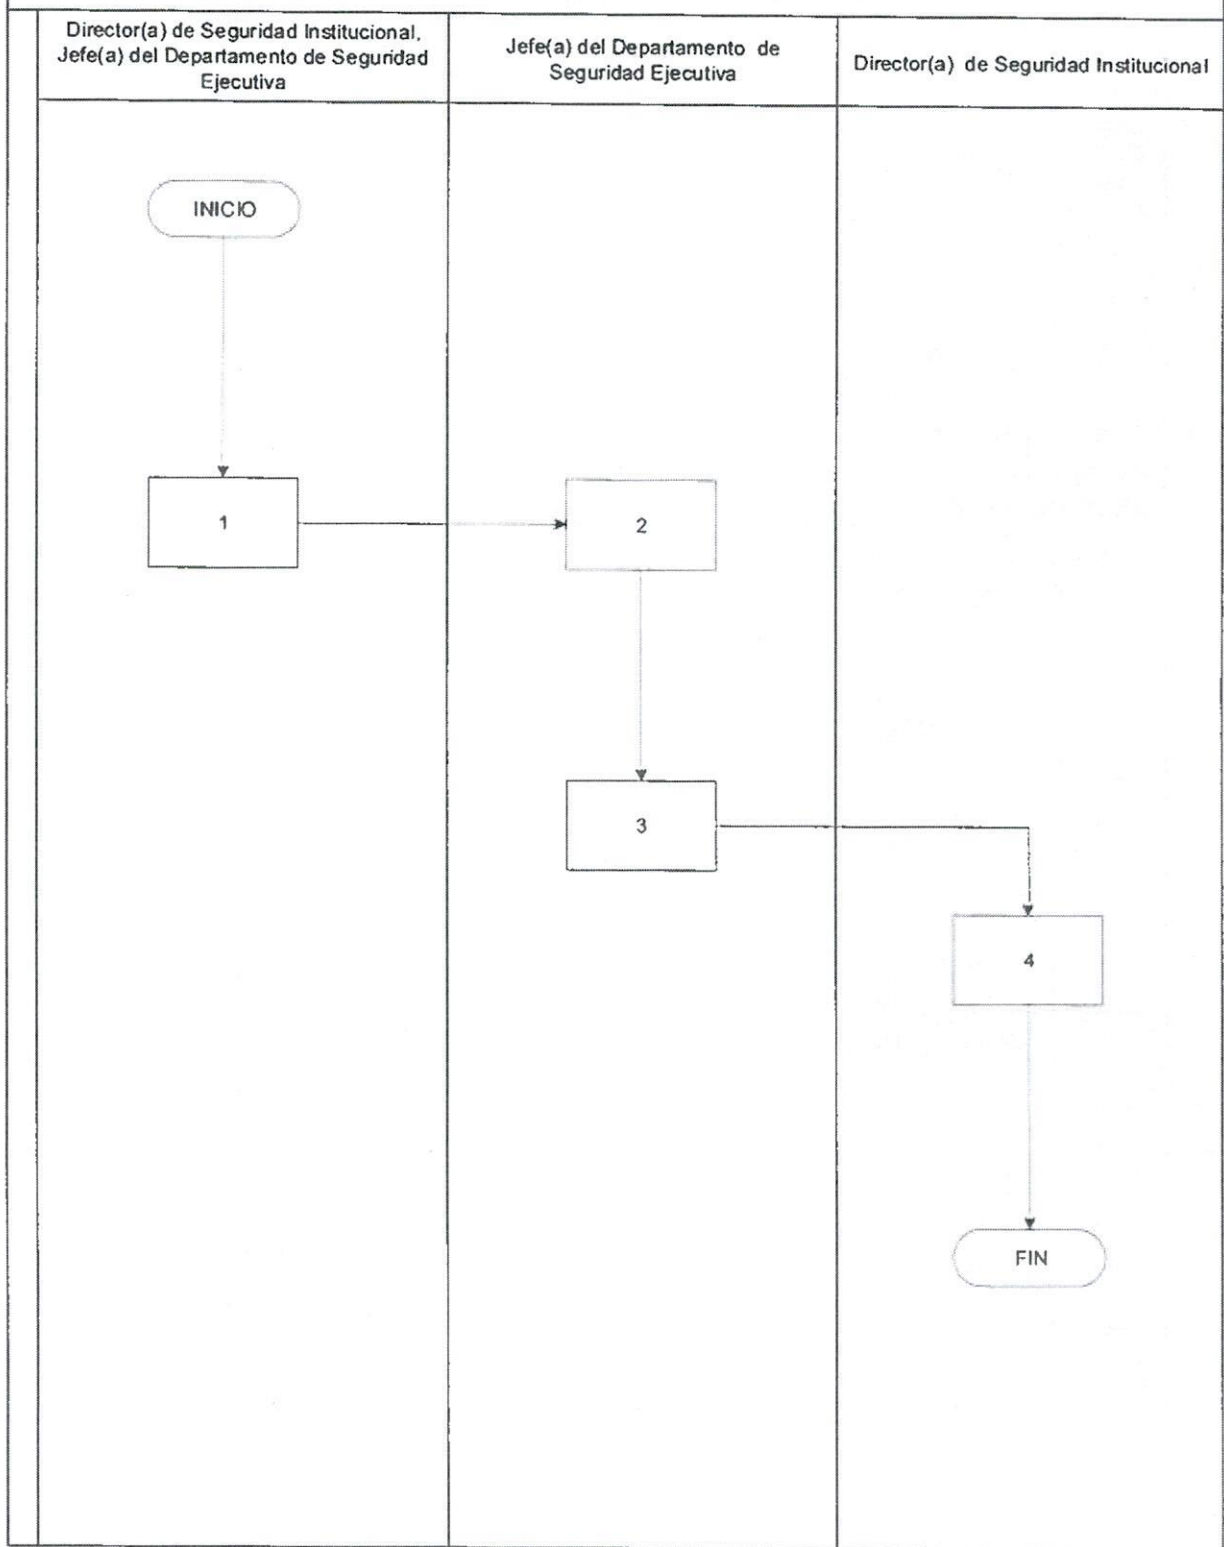 Director(a) de Seguridad Institucional,
Jefe(a) del Departamento de Seguridad
Ejecutiva
Jefe(a) del Departamento de
Seguridad Ejecutiva
Director(a) de Seguridad Institucional
INICIO
1
2
3
4
FIN